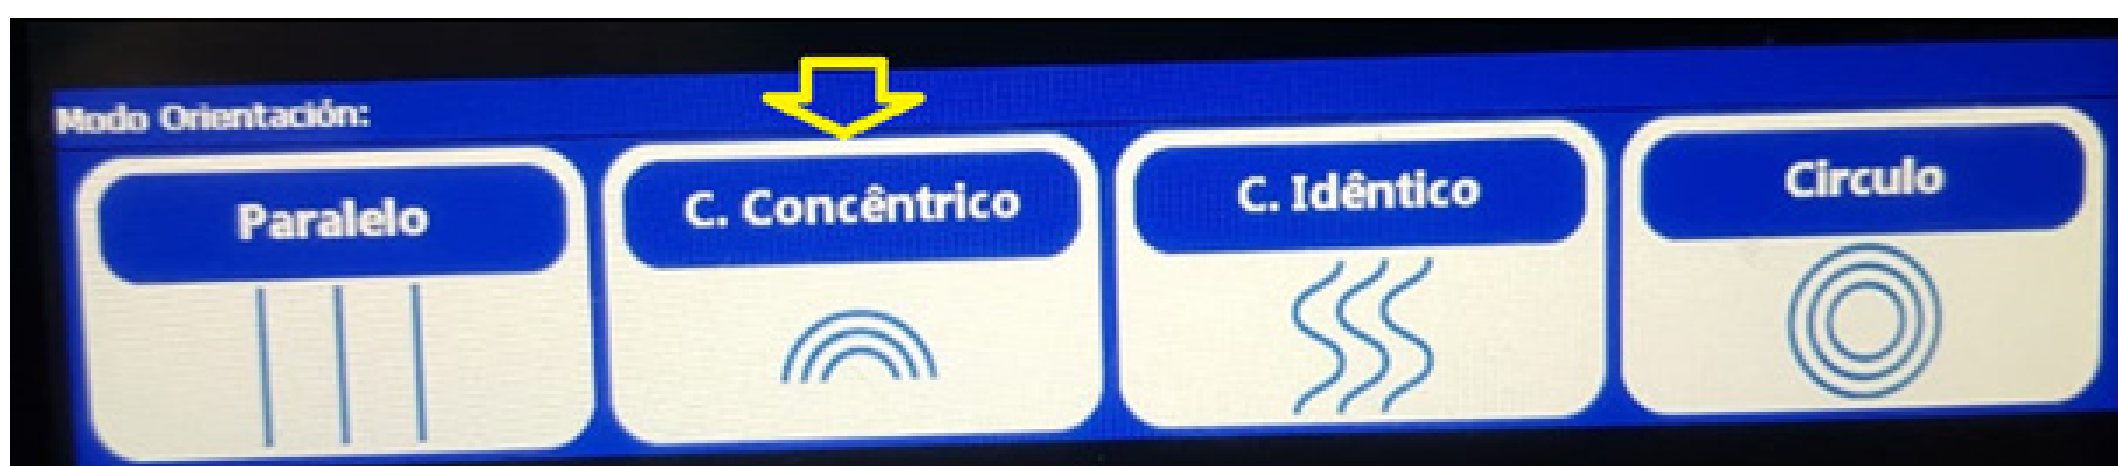 Modo Orientación:
Paralelo
C. Concêntrico
C. Idêntico
Circulo